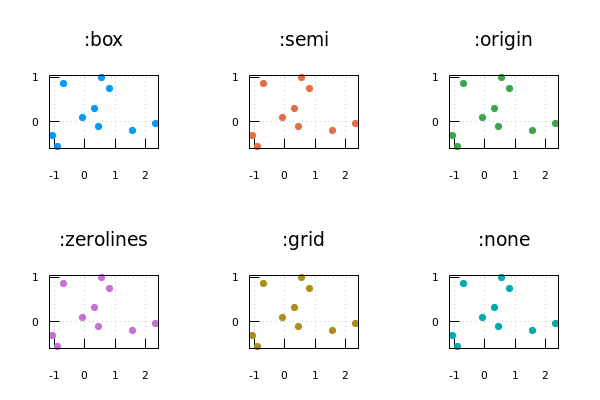 :box :semi :origin
1 1 1
0 0 0
-1 0 1 2 -1 0 1 2 -1 0 1 2
:zerolines :grid :none
1 1 1
0 0 0
-1 0 1 2 -1 0 1 2 -1 0 1 2